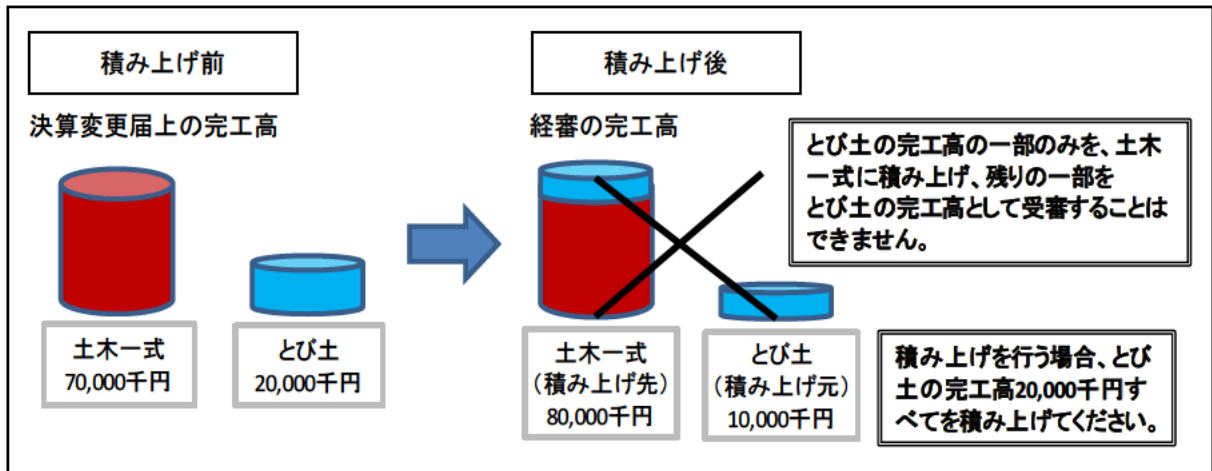 積み上げ前
決算変更届上の完工高
土木一式
70,000千円
とび土
20,000千円
積み上げ後
経審の完工高
土木一式
（積み上げ先）
80,000千円
とび土
（積み上げ元）
10,000千円
とび土の完工高の一部のみを、土木
一式に積み上げ、残りの一部を
とび土の完工高として受審することは
できません。
積み上げを行う場合、とび
土の完工高20,000千円す
べてを積み上げてください。